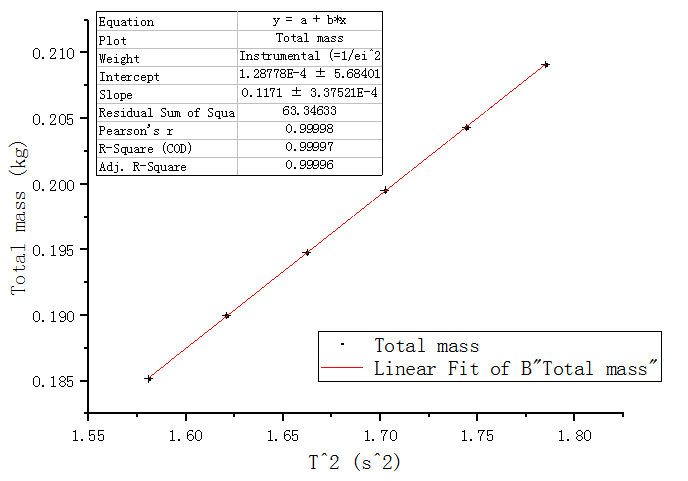 Equation y = a + b*x
Plot Total mass
Weight Instrumental (=1/ei^2
Intercept 1.28778E-4 ± 5.68401
Slope 0.1171 ± 3.37521E-4
Residual Sum of Squa 63.34633
Pearson's r 0.99998
R-Square (COD) 0.99997
Adj. R-Square 0.99996
0.210
0.205
0.200
0.195
0.190
0.185
Total mass (kg)
Total mass
Linear Fit of B"Total mass"
1.55 1.60 1.65 1.70 1.75 1.80
T^2 (s^2)